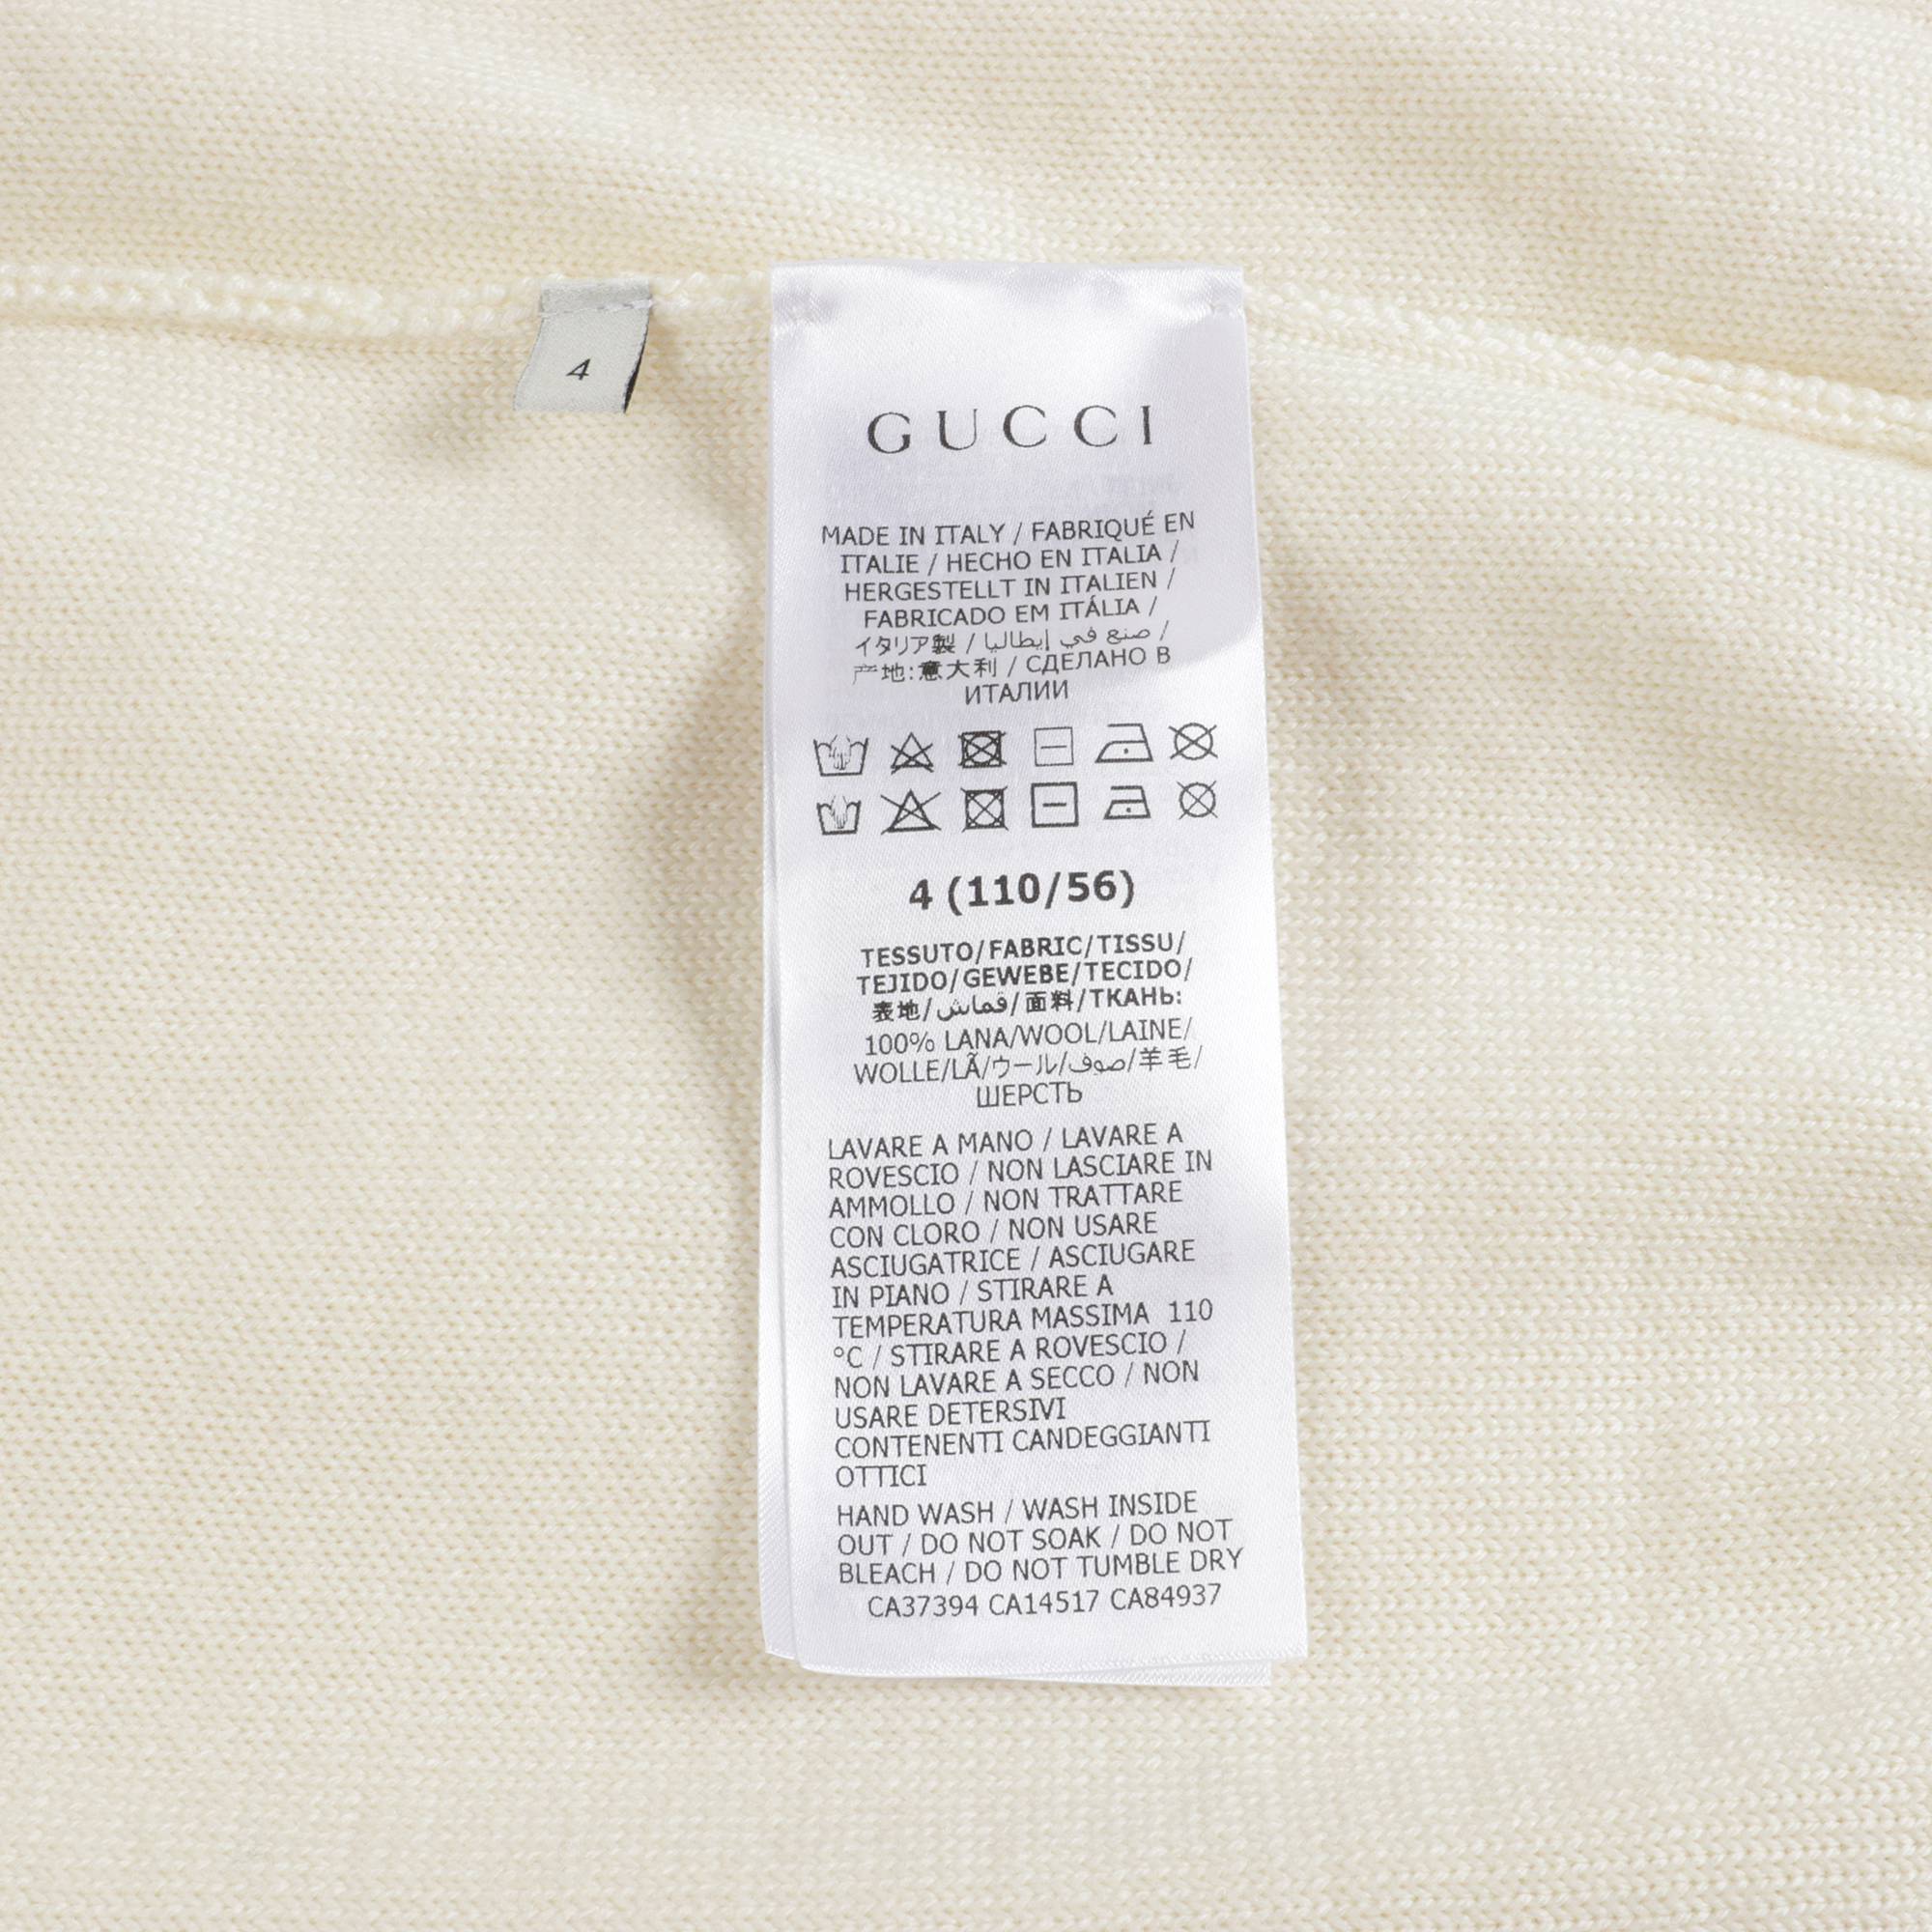 4
GUCCI
MADE IN ITALY / FABRIQUÉ EN
ITALIE / HECHO EN ITALIA /
HERGESTELLT IN ITALIEN /
FABRICADO EM ITÁLIA /
イタリア製 / صنع في إيطاليا /
产地:意大利 / СДЕЛАНО В
ИТАЛИИ
4 (110/56)
TESSUTO/FABRIC/TISSU/
TEJIDO/GEWEBE/TECIDO/
表地/قماش/面料/ТКАНЬ:
100% LANA/WOOL/LAINE/
WOLLE/LÃ/ウール/صوف/羊毛/
ШЕРСТЬ
LAVARE A MANO / LAVARE A
ROVESCIO / NON LASCIARE IN
AMMOLLO / NON TRATTARE
CON CLORO / NON USARE
ASCIUGATRICE / ASCIUGARE
IN PIANO / STIRARE A
TEMPERATURA MASSIMA 110
°C / STIRARE A ROVESCIO /
NON LAVARE A SECCO / NON
USARE DETERSIVI
CONTENENTI CANDEGGIANTI
OTTICI
HAND WASH / WASH INSIDE
OUT / DO NOT SOAK / DO NOT
BLEACH / DO NOT TUMBLE DRY
CA37394 CA14517 CA84937